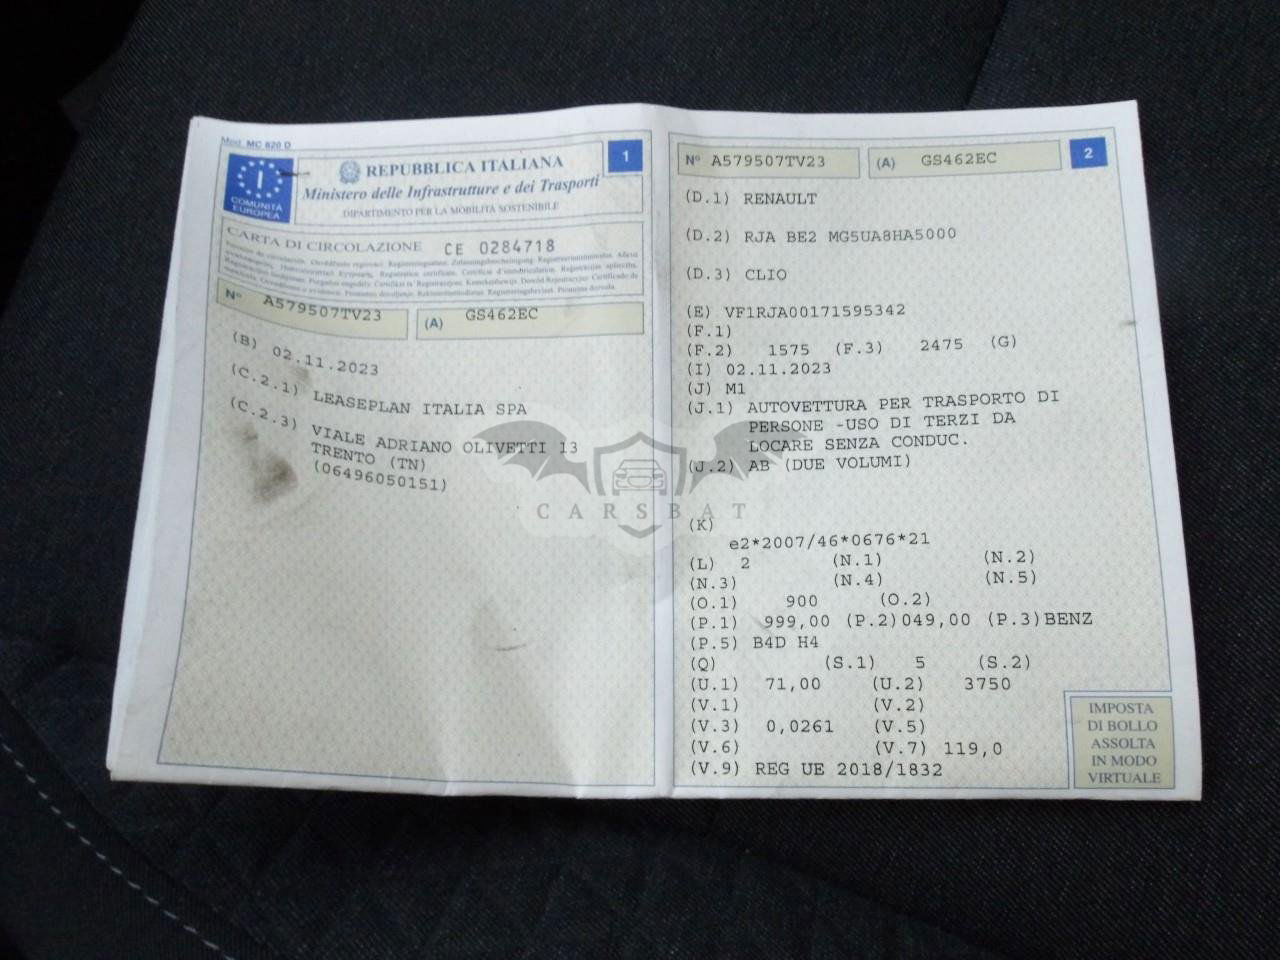 Mod. MC 820 D
COMUNITÀ
EUROPEA
REPUBBLICA ITALIANA
Ministero delle Infrastrutture e dei Trasporti
DIPARTIMENTO PER LA MOBILITÀ SOSTENIBILE
1
CARTA DI CIRCOLAZIONE CE 0284718
N° A579507TV23 (A) GS462EC
(B) 02.11.2023
(C.2.1) LEASEPLAN ITALIA SPA
(C.2.3) VIALE ADRIANO OLIVETTI 13
TRENTO (TN)
(06496050151)
N° A579507TV23 (A) GS462EC 2
(D.1) RENAULT
(D.2) RJA BE2 MG5UA8HA5000
(D.3) CLIO
(E) VF1RJA00171595342
(F.1)
(F.2) 1575 (F.3) 2475 (G)
(I) 02.11.2023
(J) M1
(J.1) AUTOVETTURA PER TRASPORTO DI
PERSONE -USO DI TERZI DA
LOCARE SENZA CONDUC.
(J.2) AB (DUE VOLUMI)
(K)
e2*2007/46*0676*21
(L) 2 (N.1) (N.2)
(N.3) (N.4) (N.5)
(O.1) 900 (O.2)
(P.1) 999,00 (P.2)049,00 (P.3)BENZ
(P.5) B4D H4
(Q) (S.1) 5 (S.2)
(U.1) 71,00 (U.2) 3750
(V.1) (V.2)
(V.3) 0,0261 (V.5)
(V.6) (V.7) 119,0
(V.9) REG UE 2018/1832
IMPOSTA
DI BOLLO
ASSOLTA
IN MODO
VIRTUALE
CARSBAT